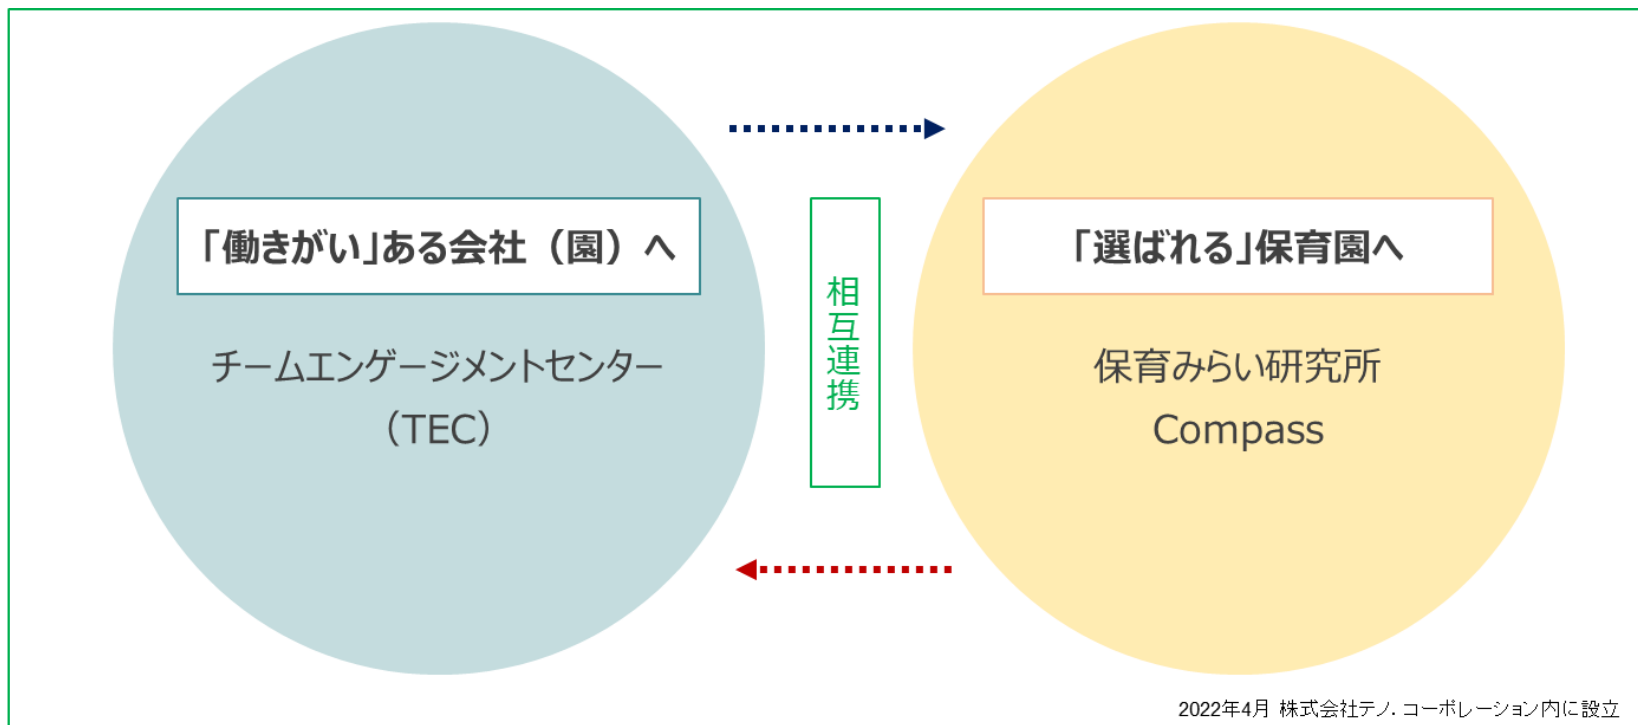 「働きがい」ある会社（園）へ
チームエンゲージメントセンター
（TEC）
相互連携
「選ばれる」保育園へ
保育みらい研究所
Compass
2022年4月 株式会社テノ.コーポレーション内に設立